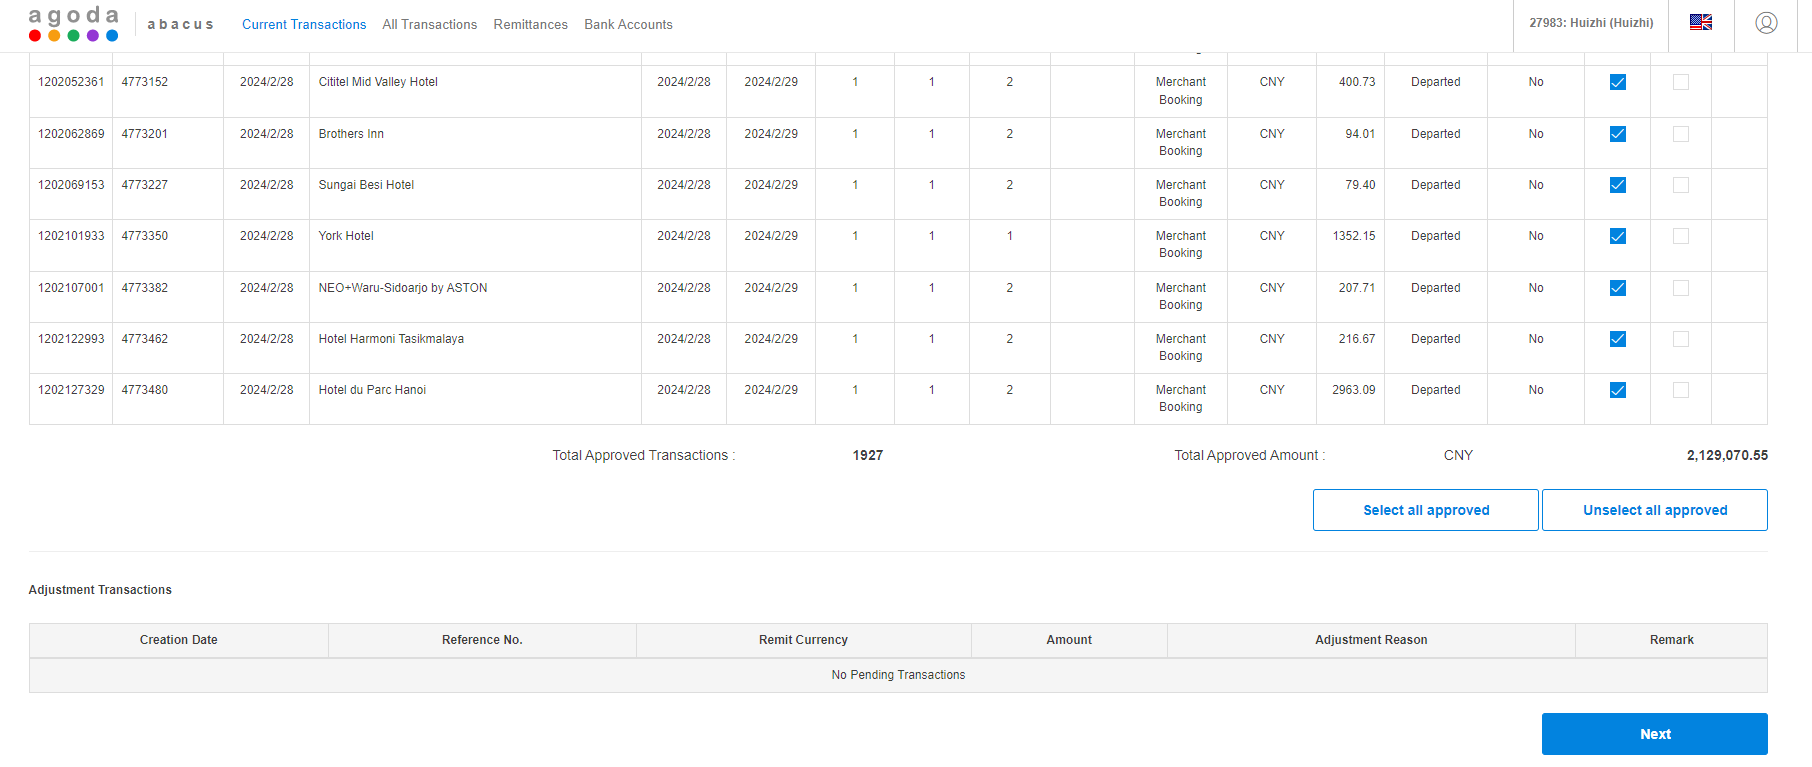 agoda
abacus Current Transactions All Transactions Remittances Bank Accounts 27983: Huizhi (Huizhi)
1202052361 4773152 2024/2/28 Cititel Mid Valley Hotel 2024/2/28 2024/2/29 1 1 2 Merchant Booking CNY 400.73 Departed No
1202062869 4773201 2024/2/28 Brothers Inn 2024/2/28 2024/2/29 1 1 2 Merchant Booking CNY 94.01 Departed No
1202069153 4773227 2024/2/28 Sungai Besi Hotel 2024/2/28 2024/2/29 1 1 2 Merchant Booking CNY 79.40 Departed No
1202101933 4773350 2024/2/28 York Hotel 2024/2/28 2024/2/29 1 1 1 Merchant Booking CNY 1352.15 Departed No
1202107001 4773382 2024/2/28 NEO+Waru-Sidoarjo by ASTON 2024/2/28 2024/2/29 1 1 2 Merchant Booking CNY 207.71 Departed No
1202122993 4773462 2024/2/28 Hotel Harmoni Tasikmalaya 2024/2/28 2024/2/29 1 1 2 Merchant Booking CNY 216.67 Departed No
1202127329 4773480 2024/2/28 Hotel du Parc Hanoi 2024/2/28 2024/2/29 1 1 2 Merchant Booking CNY 2963.09 Departed No
Total Approved Transactions : 1927 Total Approved Amount : CNY 2,129,070.55
Select all approved Unselect all approved
Adjustment Transactions
Creation Date Reference No. Remit Currency Amount Adjustment Reason Remark
No Pending Transactions
Next